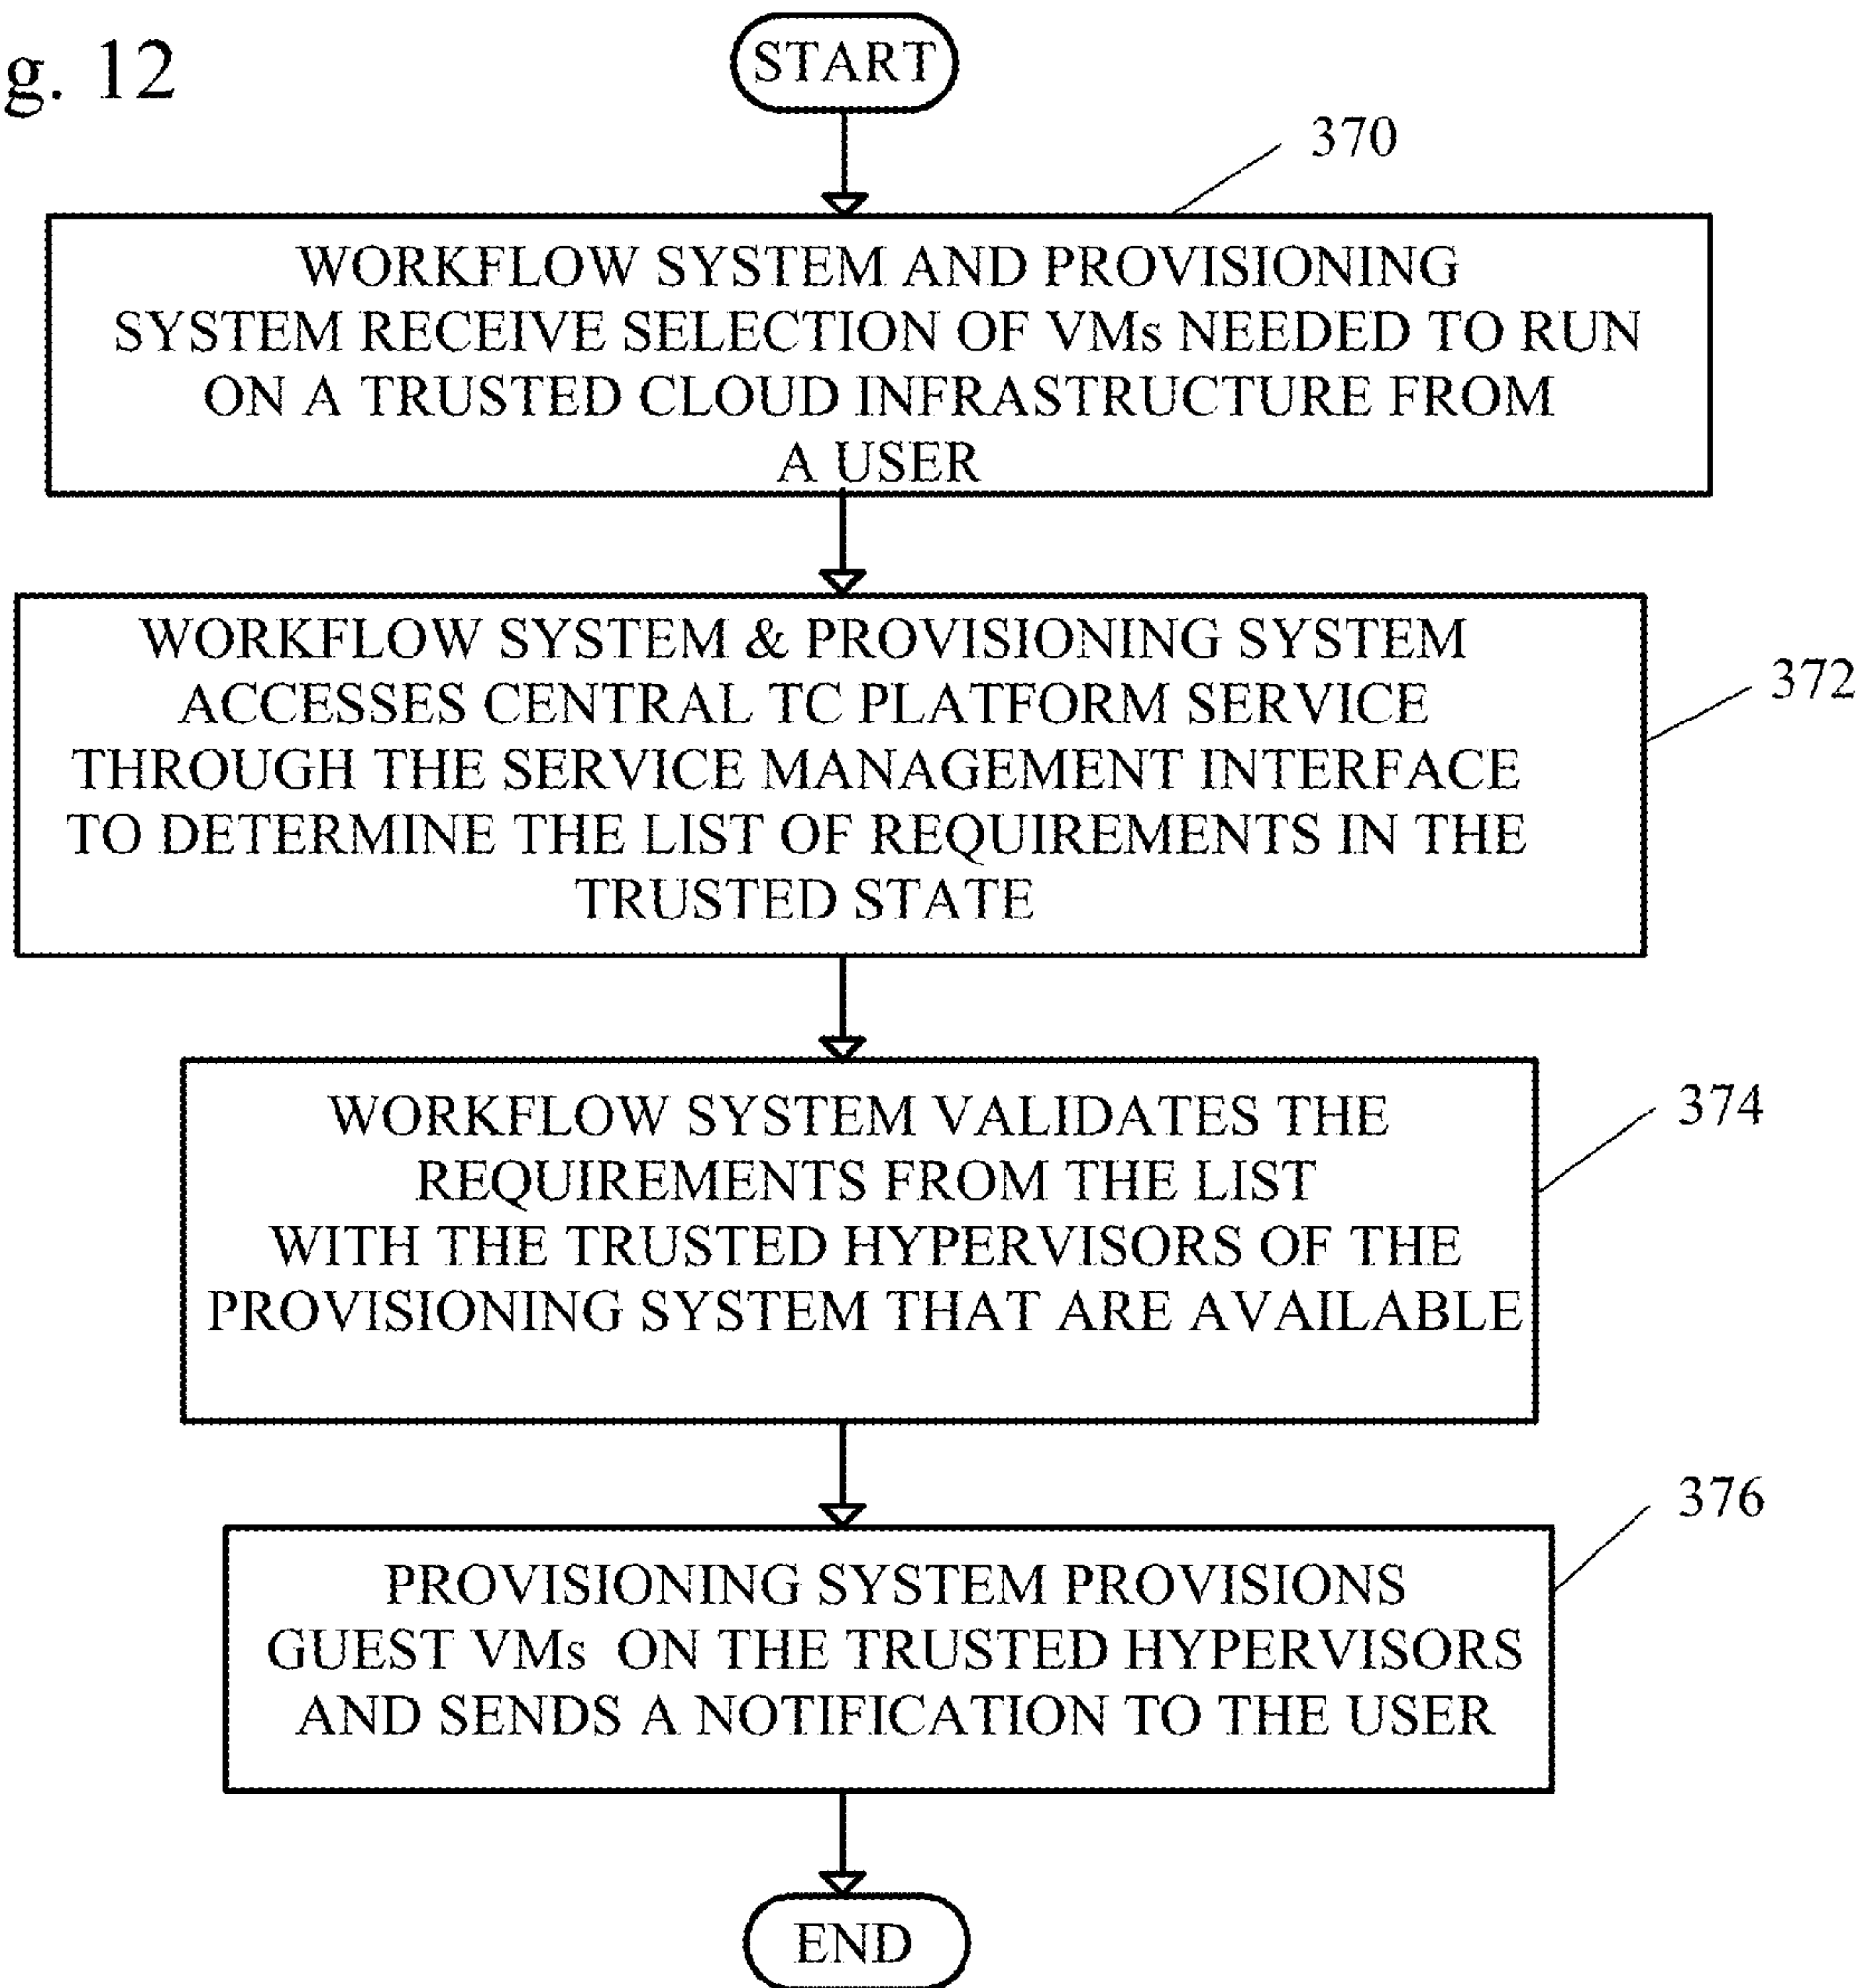 g. 12
START
370
WORKFLOW SYSTEM AND PROVISIONING
SYSTEM RECEIVE SELECTION OF VMs NEEDED TO RUN
ON A TRUSTED CLOUD INFRASTRUCTURE FROM
A USER
WORKFLOW SYSTEM & PROVISIONING SYSTEM
ACCESSES CENTRAL TC PLATFORM SERVICE
THROUGH THE SERVICE MANAGEMENT INTERFACE
TO DETERMINE THE LIST OF REQUIREMENTS IN THE
TRUSTED STATE
372
WORKFLOW SYSTEM VALIDATES THE
REQUIREMENTS FROM THE LIST
WITH THE TRUSTED HYPERVISORS OF THE
PROVISIONING SYSTEM THAT ARE AVAILABLE
374
PROVISIONING SYSTEM PROVISIONS
GUEST VMs ON THE TRUSTED HYPERVISORS
AND SENDS A NOTIFICATION TO THE USER
376
END